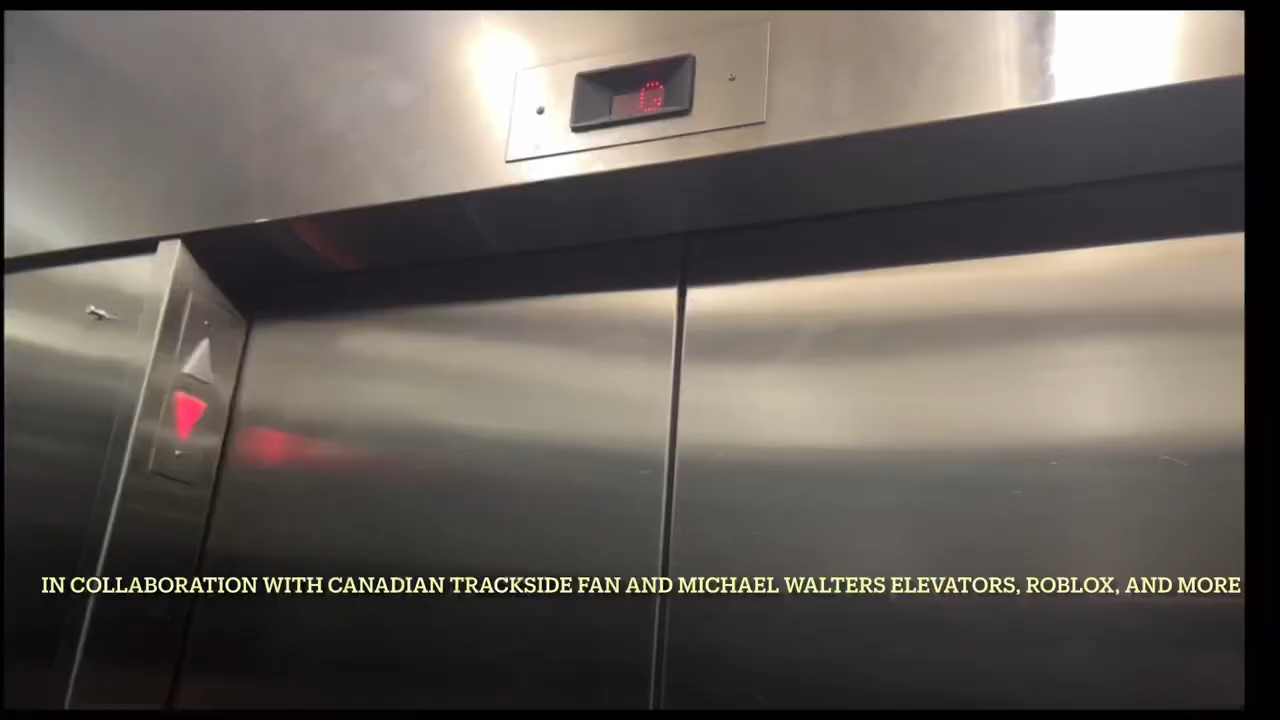 G
IN COLLABORATION WITH CANADIAN TRACKSIDE FAN AND MICHAEL WALTERS ELEVATORS, ROBLOX, AND MORE